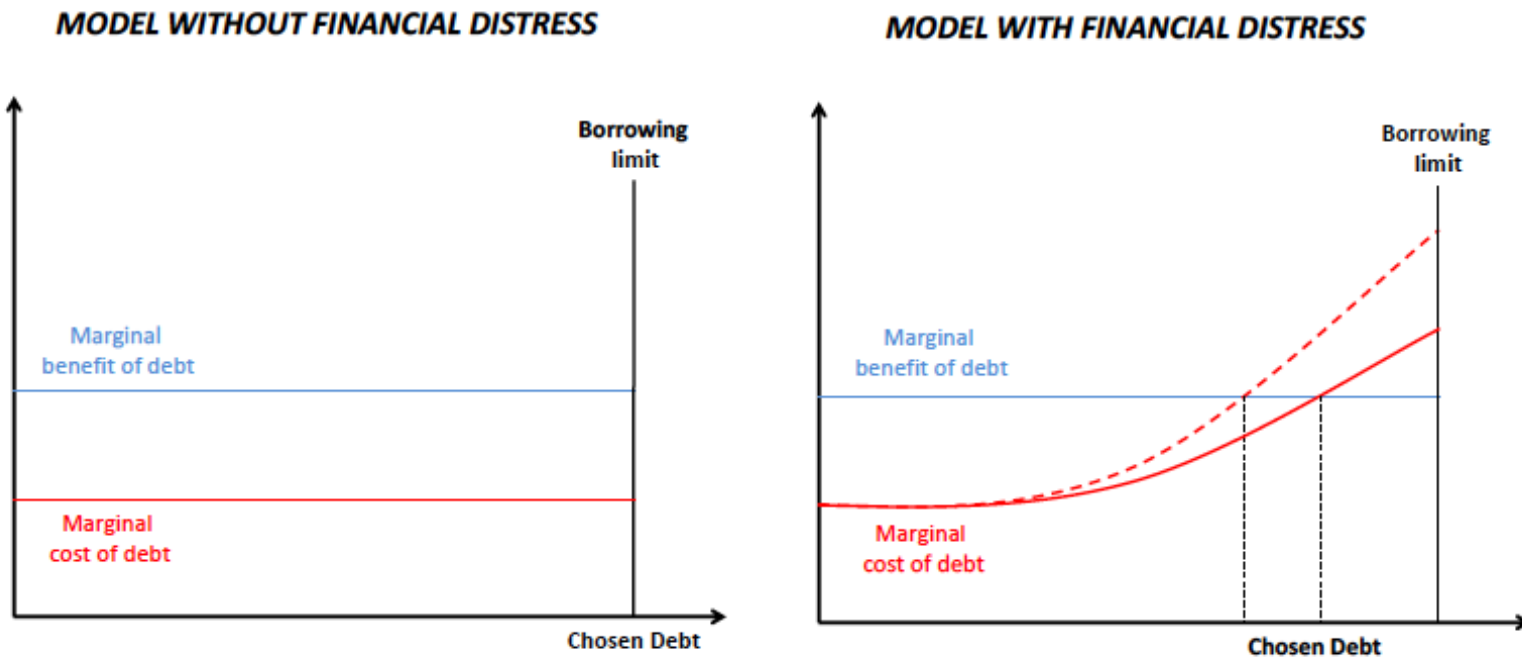 MODEL WITHOUT FINANCIAL DISTRESS
Borrowing
limit
Marginal
benefit of debt
Marginal
cost of debt
Chosen Debt
MODEL WITH FINANCIAL DISTRESS
Borrowing
limit
Marginal
benefit of debt
Marginal
cost of debt
Chosen Debt